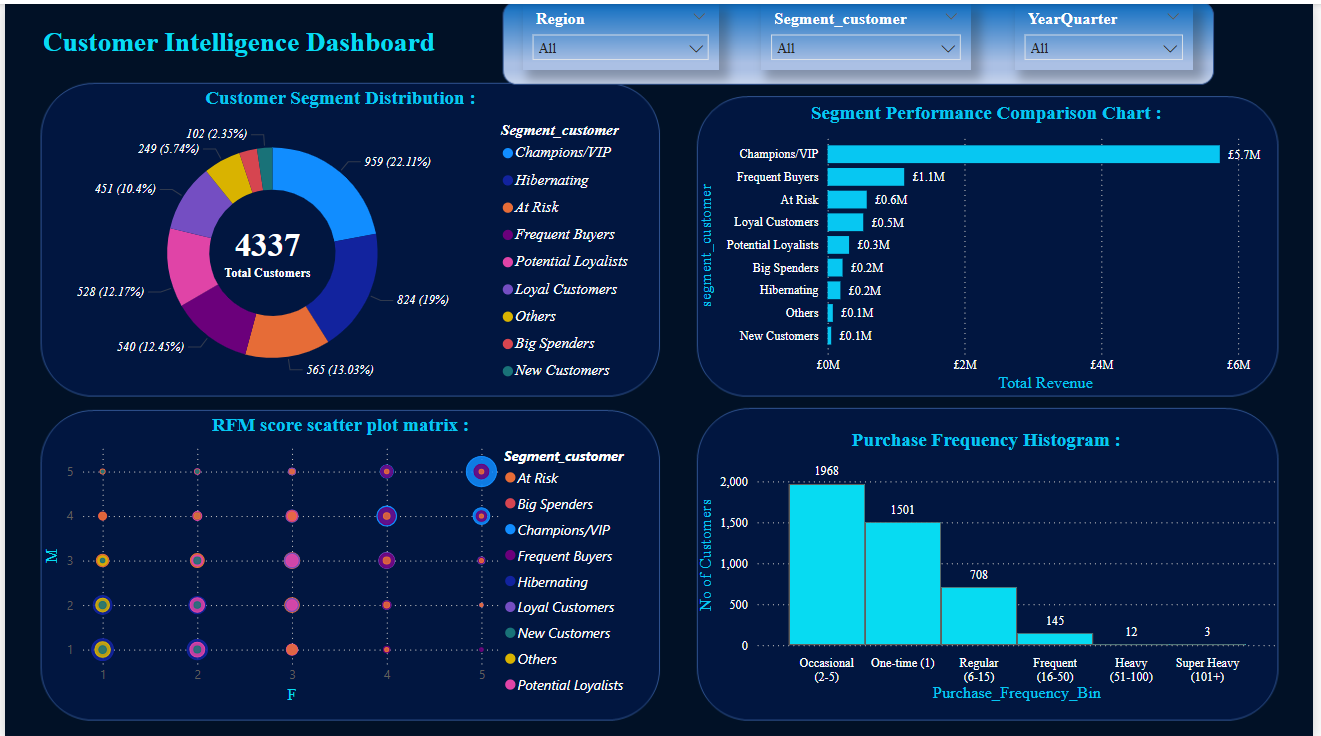 Customer Intelligence Dashboard
Region
All
Segment_customer
All
YearQuarter
All
Customer Segment Distribution :
102 (2.35%)
249 (5.74%)
451 (10.4%)
528 (12.17%)
540 (12.45%)
565 (13.03%)
824 (19%)
959 (22.11%)
4337
Total Customers
Segment_customer
Champions/VIP
Hibernating
At Risk
Frequent Buyers
Potential Loyalists
Loyal Customers
Others
Big Spenders
New Customers
Segment Performance Comparison Chart :
segment_customer
Champions/VIP £5.7M
Frequent Buyers £1.1M
At Risk £0.6M
Loyal Customers £0.5M
Potential Loyalists £0.3M
Big Spenders £0.2M
Hibernating £0.2M
Others £0.1M
New Customers £0.1M
£0M £2M £4M £6M
Total Revenue
RFM score scatter plot matrix :
M
5
4
3
2
1
1 2 3 4 5
F
Segment_customer
At Risk
Big Spenders
Champions/VIP
Frequent Buyers
Hibernating
Loyal Customers
New Customers
Others
Potential Loyalists
Purchase Frequency Histogram :
No of Customers
2,000
1,500
1,000
500
0
1968
1501
708
145
12
3
Occasional
(2-5)
One-time (1)
Regular
(6-15)
Frequent
(16-50)
Heavy
(51-100)
Super Heavy
(101+)
Purchase_Frequency_Bin